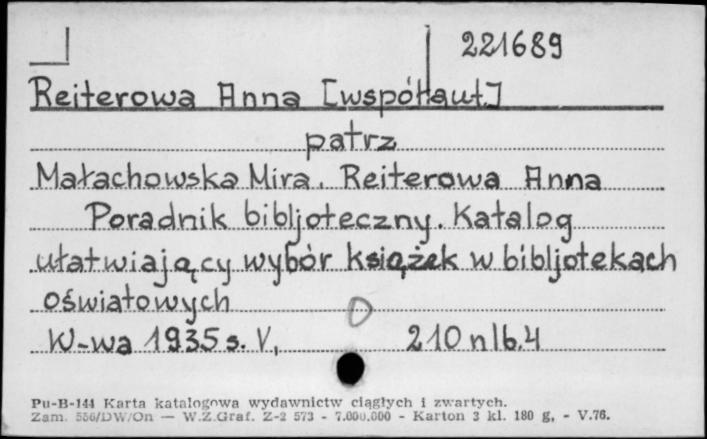 221689
Reiterowa Anna [współaut.]
patrz
Małachowska Mira. Reiterowa Anna
Poradnik bibljoteczny. Katalog
ułatwiający wybór książek w bibljotekach
oświatowych
W-wa 1935 s. V, 210 nlb. 4
Pu-B-144 Karta katalogowa wydawnictw ciągłych i zwartych.
Zam. 556/DW/On — W.Z.Graf. Z-2 573 - 7.000.000 - Karton 3 kl. 180 g, - V.76.